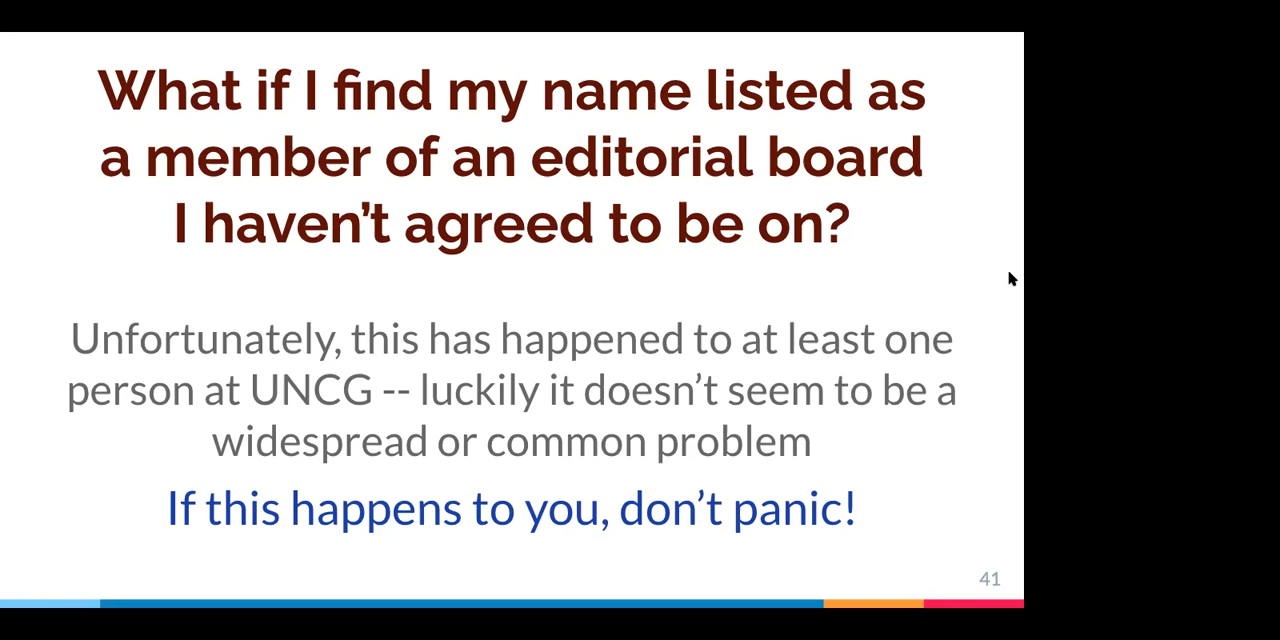 What if I find my name listed as
a member of an editorial board
I haven’t agreed to be on?
Unfortunately, this has happened to at least one
person at UNCG -- luckily it doesn’t seem to be a
widespread or common problem
If this happens to you, don’t panic!
41